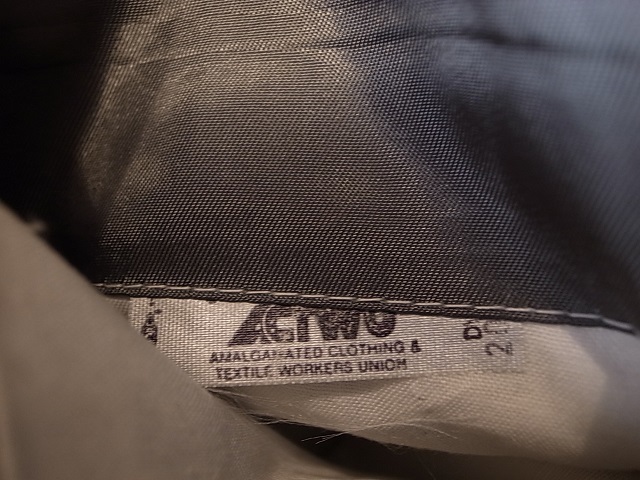 ACTWU
AMALGAMATED CLOTHING &
TEXTILE WORKERS UNION